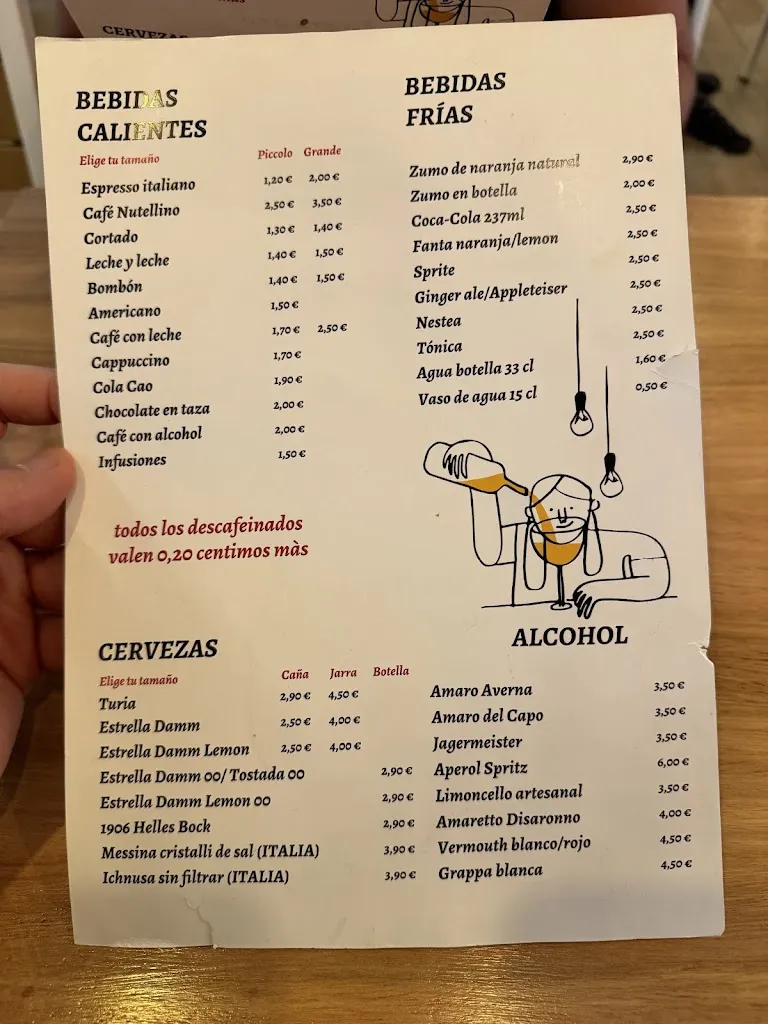 CERVEZAS
BEBIDAS
CALIENTES
Elige tu tamaño Piccolo Grande
Espresso italiano 1,20 € 2,00 €
Café Nutellino 2,50 € 3,50 €
Cortado 1,30 € 1,40 €
Leche y leche 1,40 € 1,50 €
Bombón 1,40 € 1,50 €
Americano 1,50 €
Café con leche 1,70 € 2,50 €
Cappuccino 1,70 €
Cola Cao 1,90 €
Chocolate en taza 2,00 €
Café con alcohol 2,00 €
Infusiones 1,50 €
todos los descafeinados
valen 0,20 centimos màs
BEBIDAS
FRÍAS
Zumo de naranja natural 2,90 €
Zumo en botella 2,00 €
Coca-Cola 237ml 2,50 €
Fanta naranja/lemon 2,50 €
Sprite 2,50 €
Ginger ale/Appleteiser 2,50 €
Nestea 2,50 €
Tónica 2,50 €
Agua botella 33 cl 1,60 €
Vaso de agua 15 cl 0,50 €
CERVEZAS
Elige tu tamaño Caña Jarra Botella
Turia 2,90 € 4,50 €
Estrella Damm 2,50 € 4,00 €
Estrella Damm Lemon 2,50 € 4,00 €
Estrella Damm 00/ Tostada 00 2,90 €
Estrella Damm Lemon 00 2,90 €
1906 Helles Bock 2,90 €
Messina cristalli de sal (ITALIA) 3,90 €
Ichnusa sin filtrar (ITALIA) 3,90 €
ALCOHOL
Amaro Averna 3,50 €
Amaro del Capo 3,50 €
Jagermeister 3,50 €
Aperol Spritz 6,00 €
Limoncello artesanal 3,50 €
Amaretto Disaronno 4,00 €
Vermouth blanco/rojo 4,50 €
Grappa blanca 4,50 €